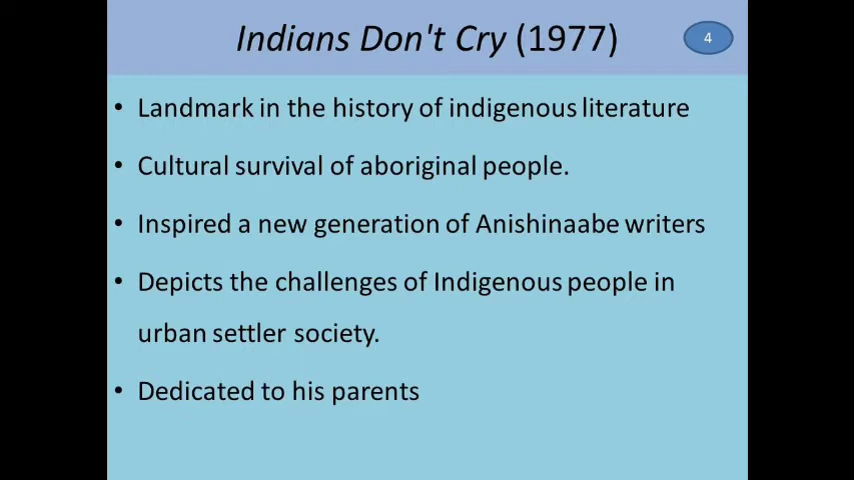 Indians Don't Cry (1977)
4
• Landmark in the history of indigenous literature
• Cultural survival of aboriginal people.
• Inspired a new generation of Anishinaabe writers
• Depicts the challenges of Indigenous people in
urban settler society.
• Dedicated to his parents